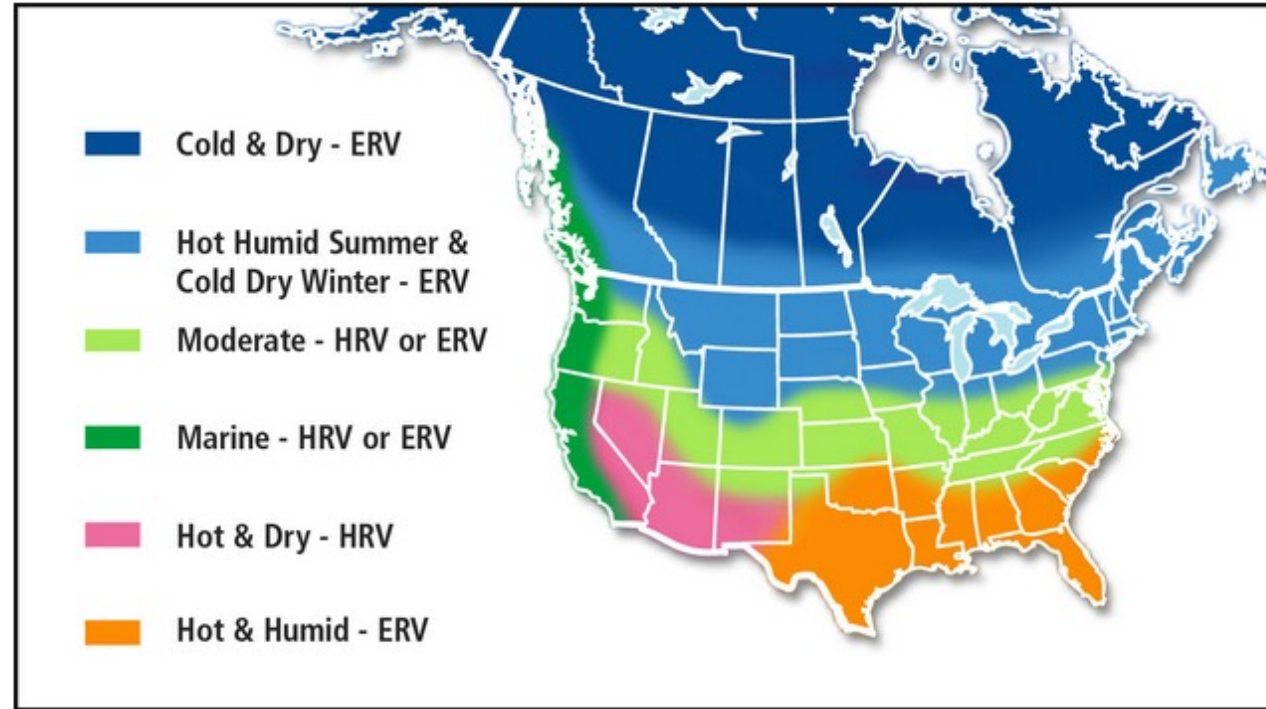 Cold & Dry - ERV
Hot Humid Summer &
Cold Dry Winter - ERV
Moderate - HRV or ERV
Marine - HRV or ERV
Hot & Dry - HRV
Hot & Humid - ERV